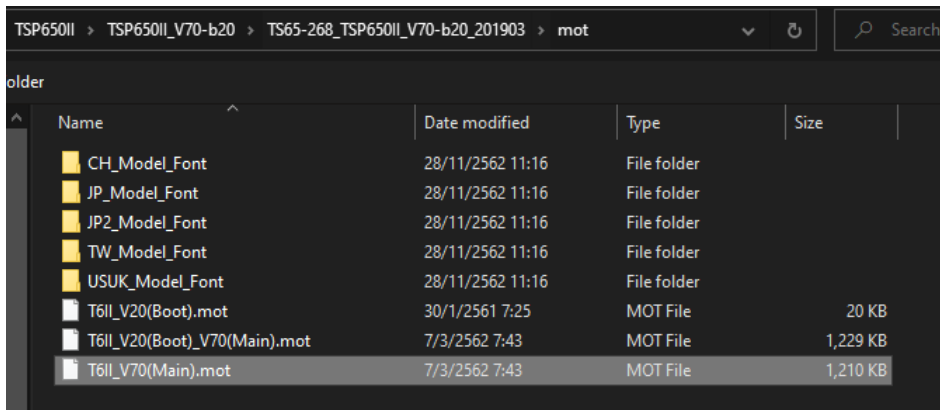 TSP650II > TSP650II_V70-b20 > TS65-268_TSP650II_V70-b20_201903 > mot Search
older
Name Date modified Type Size
CH_Model_Font 28/11/2562 11:16 File folder
JP_Model_Font 28/11/2562 11:16 File folder
JP2_Model_Font 28/11/2562 11:16 File folder
TW_Model_Font 28/11/2562 11:16 File folder
USUK_Model_Font 28/11/2562 11:16 File folder
T6II_V20(Boot).mot 30/1/2561 7:25 MOT File 20 KB
T6II_V20(Boot)_V70(Main).mot 7/3/2562 7:43 MOT File 1,229 KB
T6II_V70(Main).mot 7/3/2562 7:43 MOT File 1,210 KB